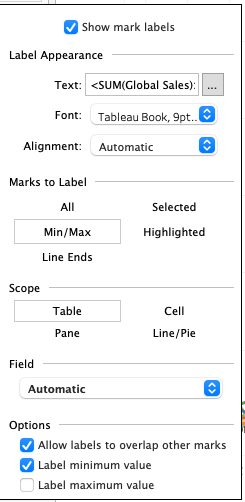 Show mark labels
Label Appearance
Text: <SUM(Global Sales): ...
Font: Tableau Book, 9pt...
Alignment: Automatic
Marks to Label
All Selected
Min/Max Highlighted
Line Ends
Scope
Table Cell
Pane Line/Pie
Field
Automatic
Options
Allow labels to overlap other marks
Label minimum value
Label maximum value